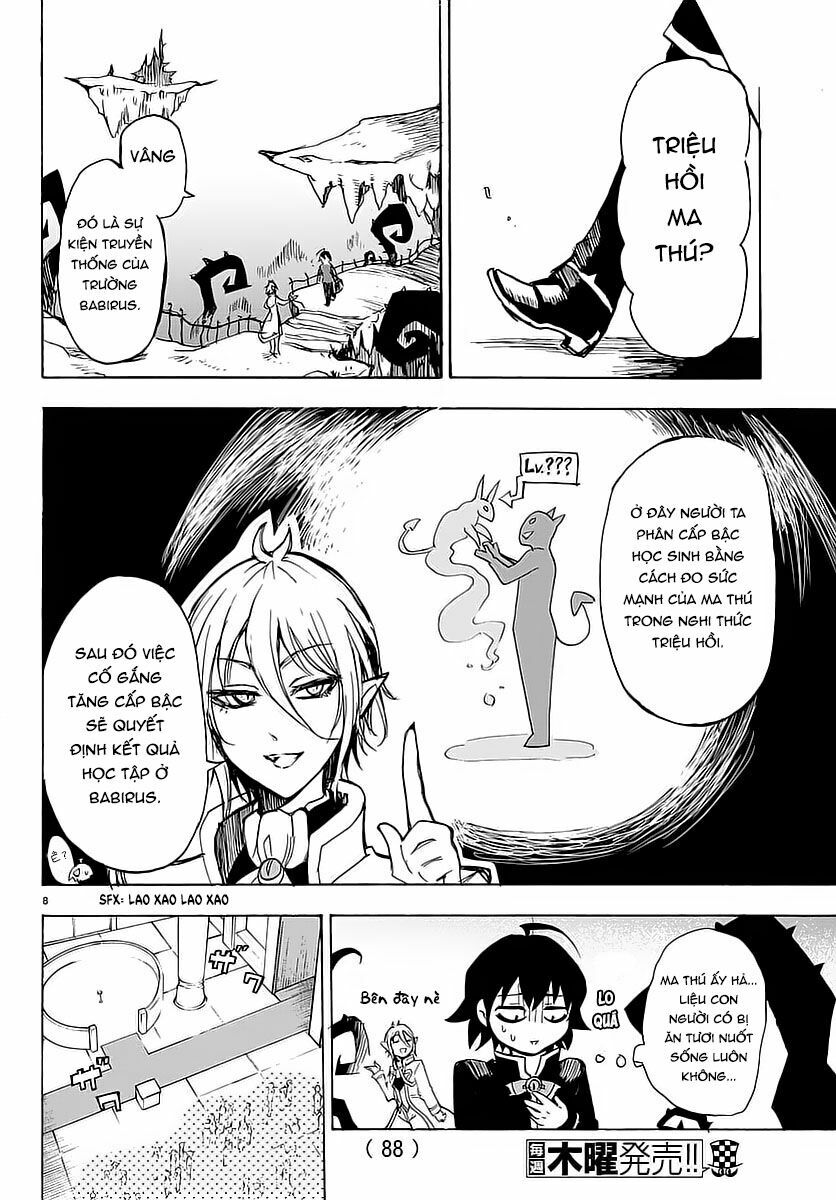 TRIỆU
HỒI
MA
THÚ?
VÂNG
ĐÓ LÀ SỰ
KIỆN TRUYỀN
THỐNG CỦA
TRƯỜNG
BABIRUS.
Lv.???
Ở ĐÂY NGƯỜI TA
PHÂN CẤP BẬC
HỌC SINH BẰNG
CÁCH ĐO SỨC
MẠNH CỦA MA THÚ
TRONG NGHI THỨC
TRIỆU HỒI.
SAU ĐÓ VIỆC
CỐ GẮNG
TĂNG CẤP BẬC
SẼ QUYẾT
ĐỊNH KẾT QUẢ
HỌC TẬP Ở
BABIRUS.
8
SFX: LAO XAO LAO XAO
MA THÚ ẤY HẢ...
LIỆU CON
NGƯỜI CÓ BỊ
ĂN TƯƠI NUỐT
SỐNG LUÔN
KHÔNG...
LO
QUÁ
Bên đây nè
( 88 )
毎週木曜発売!!